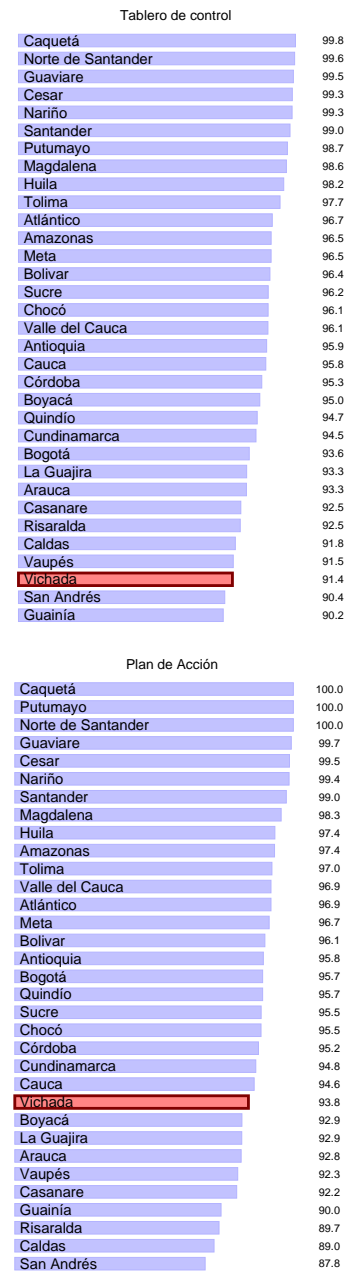 Tablero de control
Caquetá 99.8
Norte de Santander 99.6
Guaviare 99.5
Cesar 99.3
Nariño 99.3
Santander 99.0
Putumayo 98.7
Magdalena 98.6
Huila 98.2
Tolima 97.7
Atlántico 96.7
Amazonas 96.5
Meta 96.5
Bolivar 96.4
Sucre 96.2
Chocó 96.1
Valle del Cauca 96.1
Antioquia 95.9
Cauca 95.8
Córdoba 95.3
Boyacá 95.0
Quindío 94.7
Cundinamarca 94.5
Bogotá 93.6
La Guajira 93.3
Arauca 93.3
Casanare 92.5
Risaralda 92.5
Caldas 91.8
Vaupés 91.5
Vichada 91.4
San Andrés 90.4
Guainía 90.2
Plan de Acción
Caquetá 100.0
Putumayo 100.0
Norte de Santander 100.0
Guaviare 99.7
Cesar 99.5
Nariño 99.4
Santander 99.0
Magdalena 98.3
Huila 97.4
Amazonas 97.4
Tolima 97.0
Valle del Cauca 96.9
Atlántico 96.9
Meta 96.7
Bolivar 96.1
Antioquia 95.8
Bogotá 95.7
Quindío 95.7
Sucre 95.5
Chocó 95.5
Córdoba 95.2
Cundinamarca 94.8
Cauca 94.6
Vichada 93.8
Boyacá 92.9
La Guajira 92.9
Arauca 92.8
Vaupés 92.3
Casanare 92.2
Guainía 90.0
Risaralda 89.7
Caldas 89.0
San Andrés 87.8